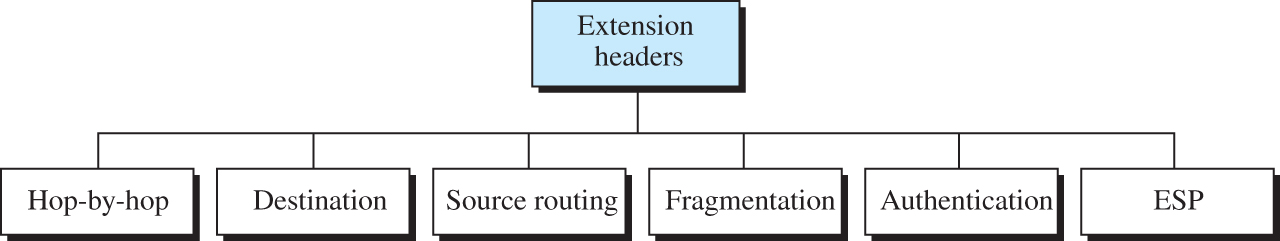 Extension
headers
Hop-by-hop
Destination
Source routing
Fragmentation
Authentication
ESP